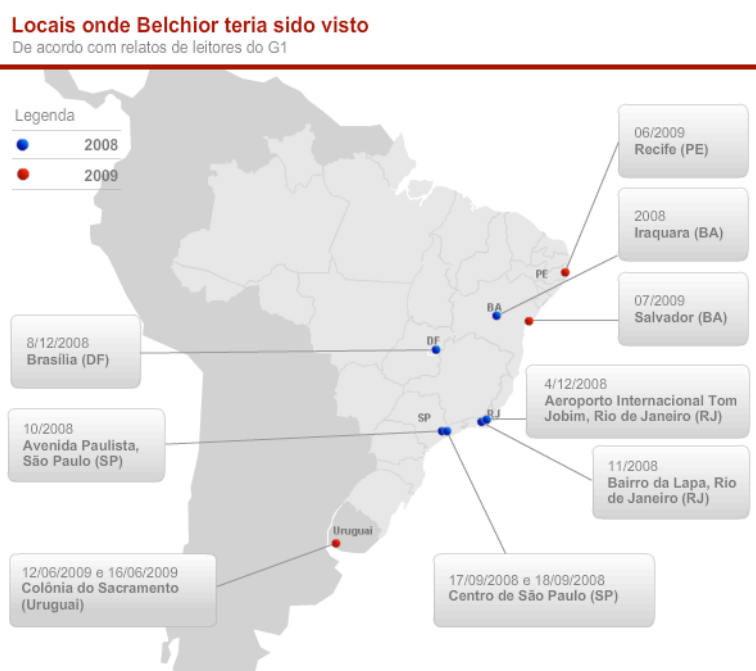 Locais onde Belchior teria sido visto
De acordo com relatos de leitores do G1
Legenda
2008
2009
06/2009
Recife (PE)
2008
Iraquara (BA)
07/2009
Salvador (BA)
PE
BA
DF
SP
RJ
Uruguai
8/12/2008
Brasília (DF)
4/12/2008
Aeroporto Internacional Tom
Jobim, Rio de Janeiro (RJ)
10/2008
Avenida Paulista,
São Paulo (SP)
11/2008
Bairro da Lapa, Rio
de Janeiro (RJ)
12/06/2009 e 16/06/2009
Colônia do Sacramento
(Uruguai)
17/09/2008 e 18/09/2008
Centro de São Paulo (SP)